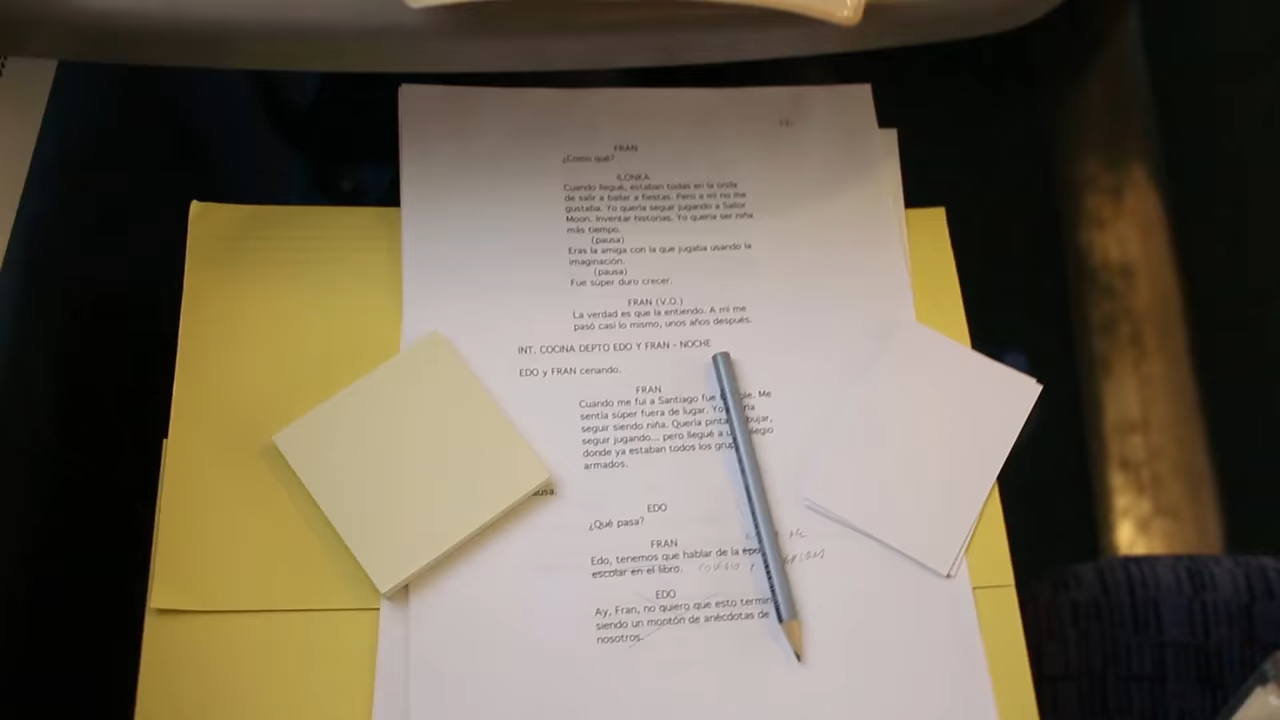 FRAN
¿Como qué?
ILONKA
Cuando llegué, estaban todas en la onda
de salir a bailar a fiestas. Pero a mí no me
gustaba. Yo quería seguir jugando a Sailor
Moon. Inventar historias. Yo quería ser niña
más tiempo.
(pausa)
Eras la amiga con la que jugaba usando la
imaginación.
(pausa)
Fue súper duro crecer.
FRAN (V.O.)
La verdad es que la entiendo. A mí me
pasó casi lo mismo, unos años después.
INT. COCINA DEPTO EDO Y FRAN - NOCHE
EDO y FRAN cenando.
FRAN
Cuando me fui a Santiago fue Me
sentía súper fuera de lugar. Yo
seguir siendo niña. Quería
seguir jugando... pero llegué a
donde ya estaban todos los
armados.
EDO
¿Qué pasa?
FRAN
Edo, tenemos que hablar de la
escolar en el libro.
EDO
Ay, Fran, no quiero que esto
siendo un montón de anécdotas de
nosotros.